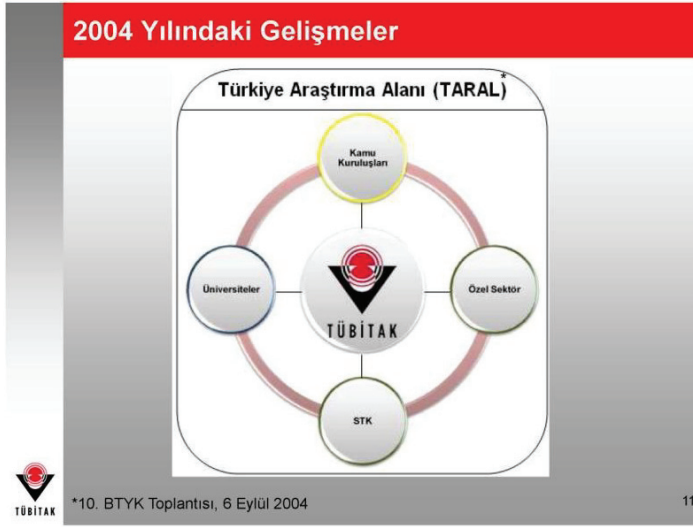 2004 Yılındaki Gelişmeler
Türkiye Araştırma Alanı (TARAL)*
Kamu
Kuruluşları
Üniversiteler
TÜBİTAK
Özel Sektör
STK
TÜBİTAK
*10. BTYK Toplantısı, 6 Eylül 2004
11